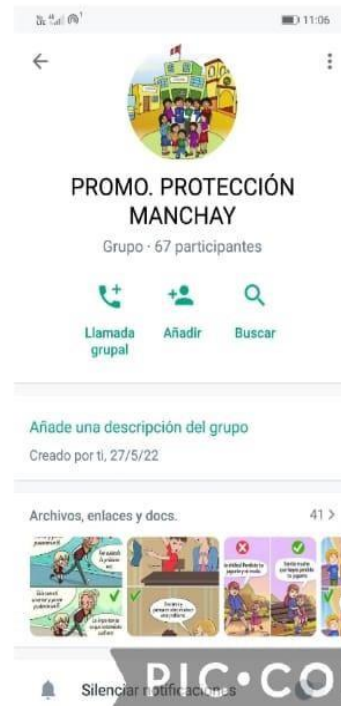 11:06
PROMO. PROTECCIÓN
MANCHAY
Grupo · 67 participantes
Llamada
grupal
Añadir
Buscar
Añade una descripción del grupo
Creado por ti, 27/5/22
Archivos, enlaces y docs.
41 >
Silenciar notificaciones
PIC•CO